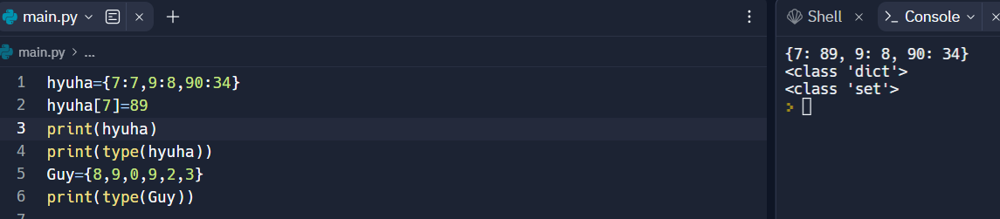 main.py
Shell
Console
main.py > ...
1 hyuha={7:7,9:8,90:34}
2 hyuha[7]=89
3 print(hyuha)
4 print(type(hyuha))
5 Guy={8,9,0,9,2,3}
6 print(type(Guy))
7
{7: 89, 9: 8, 90: 34}
<class 'dict'>
<class 'set'>